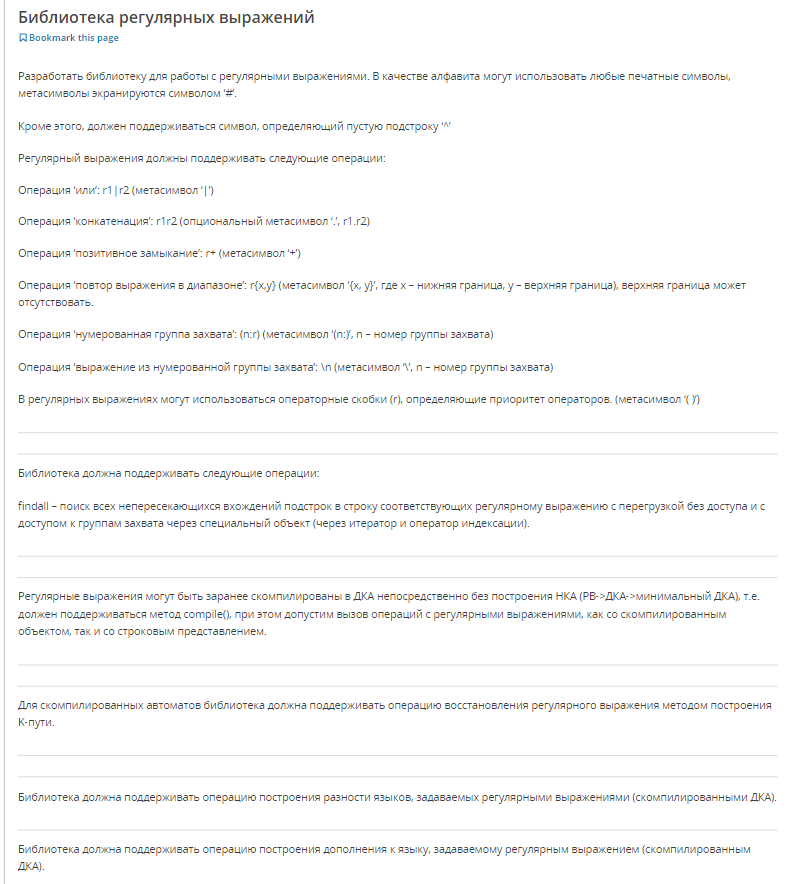 Библиотека регулярных выражений
Bookmark this page
Разработать библиотеку для работы с регулярными выражениями. В качестве алфавита могут использовать любые печатные символы,
метасимволы экранируются символом ‘#’.
Кроме этого, должен поддерживаться символ, определяющий пустую подстроку ‘^’
Регулярный выражения должны поддерживать следующие операции:
Операция ‘или’: r1|r2 (метасимвол ‘|’)
Операция ‘конкатенация’: r1r2 (опциональный метасимвол ‘.’, r1.r2)
Операция ‘позитивное замыкание’: r+ (метасимвол ‘+’)
Операция ‘повтор выражения в диапазоне’: r{x,y} (метасимвол ‘{x, y}’, где x – нижняя граница, y – верхняя граница), верхняя граница может
отсутствовать.
Операция ‘нумерованная группа захвата’: (n:r) (метасимвол ‘(n:)’, n – номер группы захвата)
Операция ‘выражение из нумерованной группы захвата’: \n (метасимвол ‘\’, n – номер группы захвата)
В регулярных выражениях могут использоваться операторные скобки (r), определяющие приоритет операторов. (метасимвол ‘( )’)
Библиотека должна поддерживать следующие операции:
findall – поиск всех непересекающихся вхождений подстрок в строку соответствующих регулярному выражению с перегрузкой без доступа и с
доступом к группам захвата через специальный объект (через итератор и оператор индексации).
Регулярные выражения могут быть заранее скомпилированы в ДКА непосредственно без построения НКА (РВ->ДКА->минимальный ДКА), т.е.
должен поддерживаться метод compile(), при этом допустим вызов операций с регулярными выражениями, как со скомпилированным
объектом, так и со строковым представлением.
Для скомпилированных автоматов библиотека должна поддерживать операцию восстановления регулярного выражения методом построения
К-пути.
Библиотека должна поддерживать операцию построения разности языков, задаваемых регулярными выражениями (скомпилированными ДКА).
Библиотека должна поддерживать операцию построения дополнения к языку, задаваемому регулярным выражением (скомпилированным
ДКА).